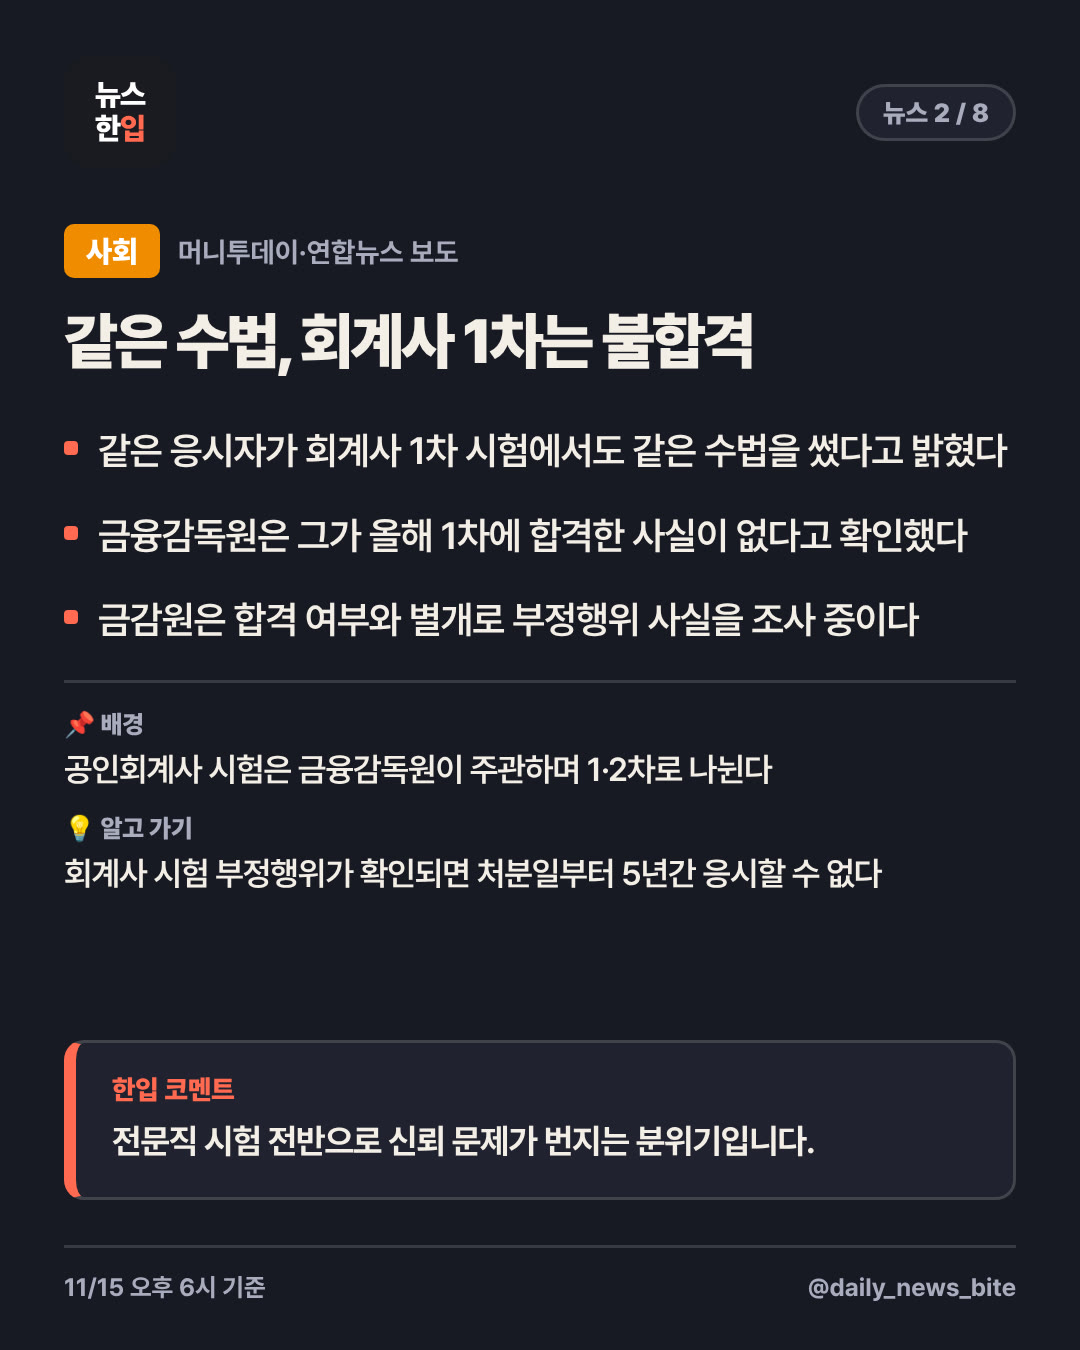 뉴스
한입
뉴스 2 / 8
사회
머니투데이·연합뉴스 보도
같은 수법, 회계사 1차는 불합격
같은 응시자가 회계사 1차 시험에서도 같은 수법을 썼다고 밝혔다
금융감독원은 그가 올해 1차에 합격한 사실이 없다고 확인했다
금감원은 합격 여부와 별개로 부정행위 사실을 조사 중이다
📌 배경
공인회계사 시험은 금융감독원이 주관하며 1·2차로 나뉜다
💡 알고 가기
회계사 시험 부정행위가 확인되면 처분일부터 5년간 응시할 수 없다
한입 코멘트
전문직 시험 전반으로 신뢰 문제가 번지는 분위기입니다.
11/15 오후 6시 기준
@daily_news_bite